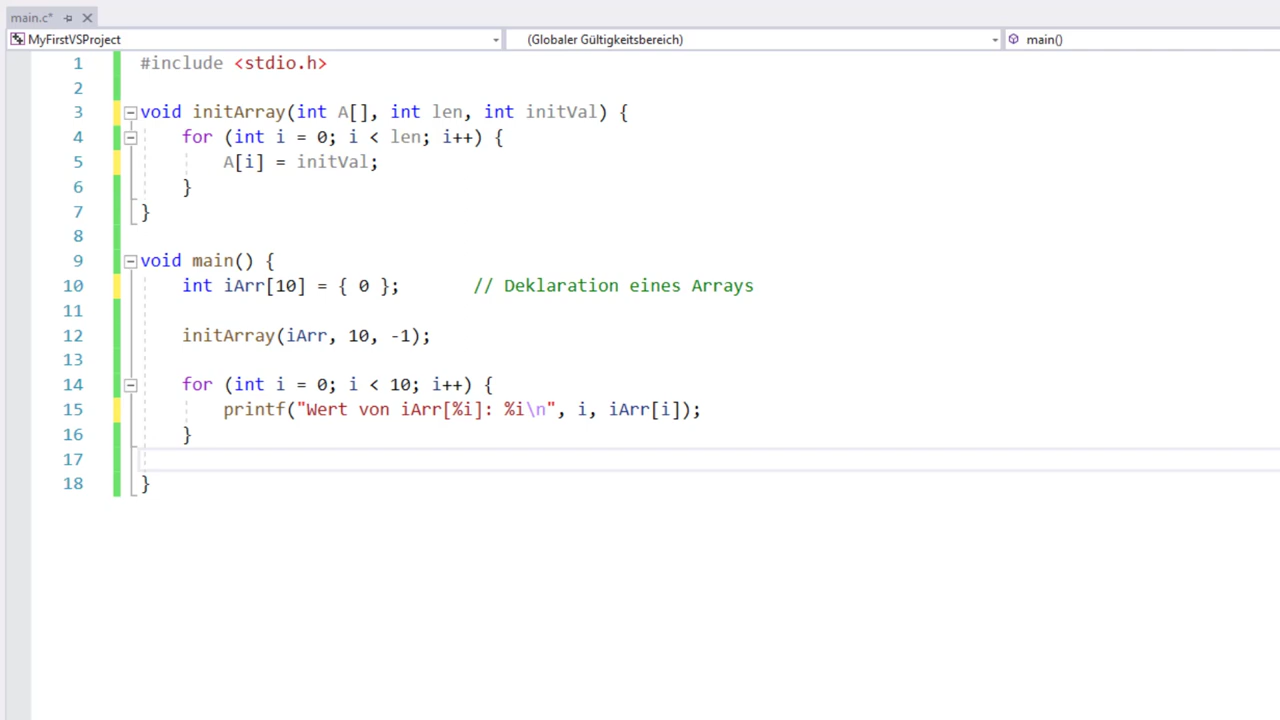 main.c*
MyFirstVSProject (Globaler Gültigkeitsbereich) main()
1 #include <stdio.h>
2
3 void initArray(int A[], int len, int initVal) {
4 for (int i = 0; i < len; i++) {
5 A[i] = initVal;
6 }
7 }
8
9 void main() {
10 int iArr[10] = { 0 }; // Deklaration eines Arrays
11
12 initArray(iArr, 10, -1);
13
14 for (int i = 0; i < 10; i++) {
15 printf("Wert von iArr[%i]: %i\n", i, iArr[i]);
16 }
17
18 }